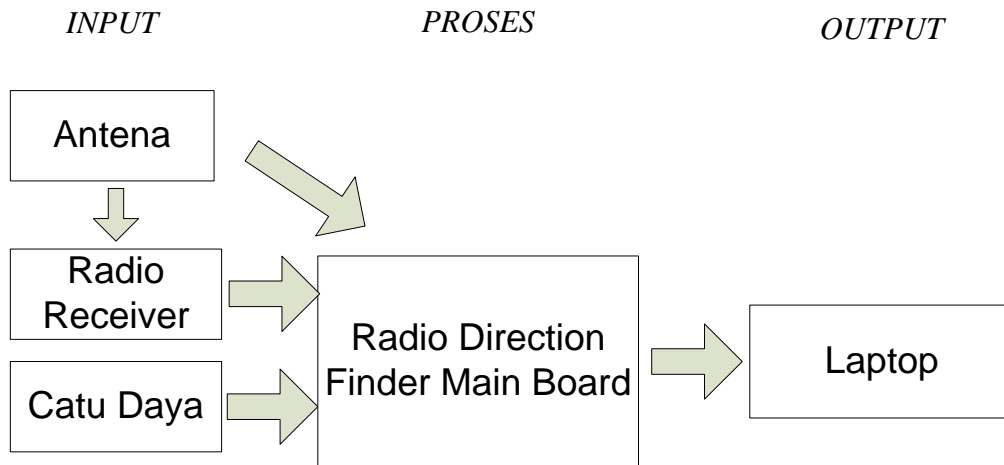 INPUT
PROSES
OUTPUT
Antena
Radio
Receiver
Catu Daya
Radio Direction
Finder Main Board
Laptop